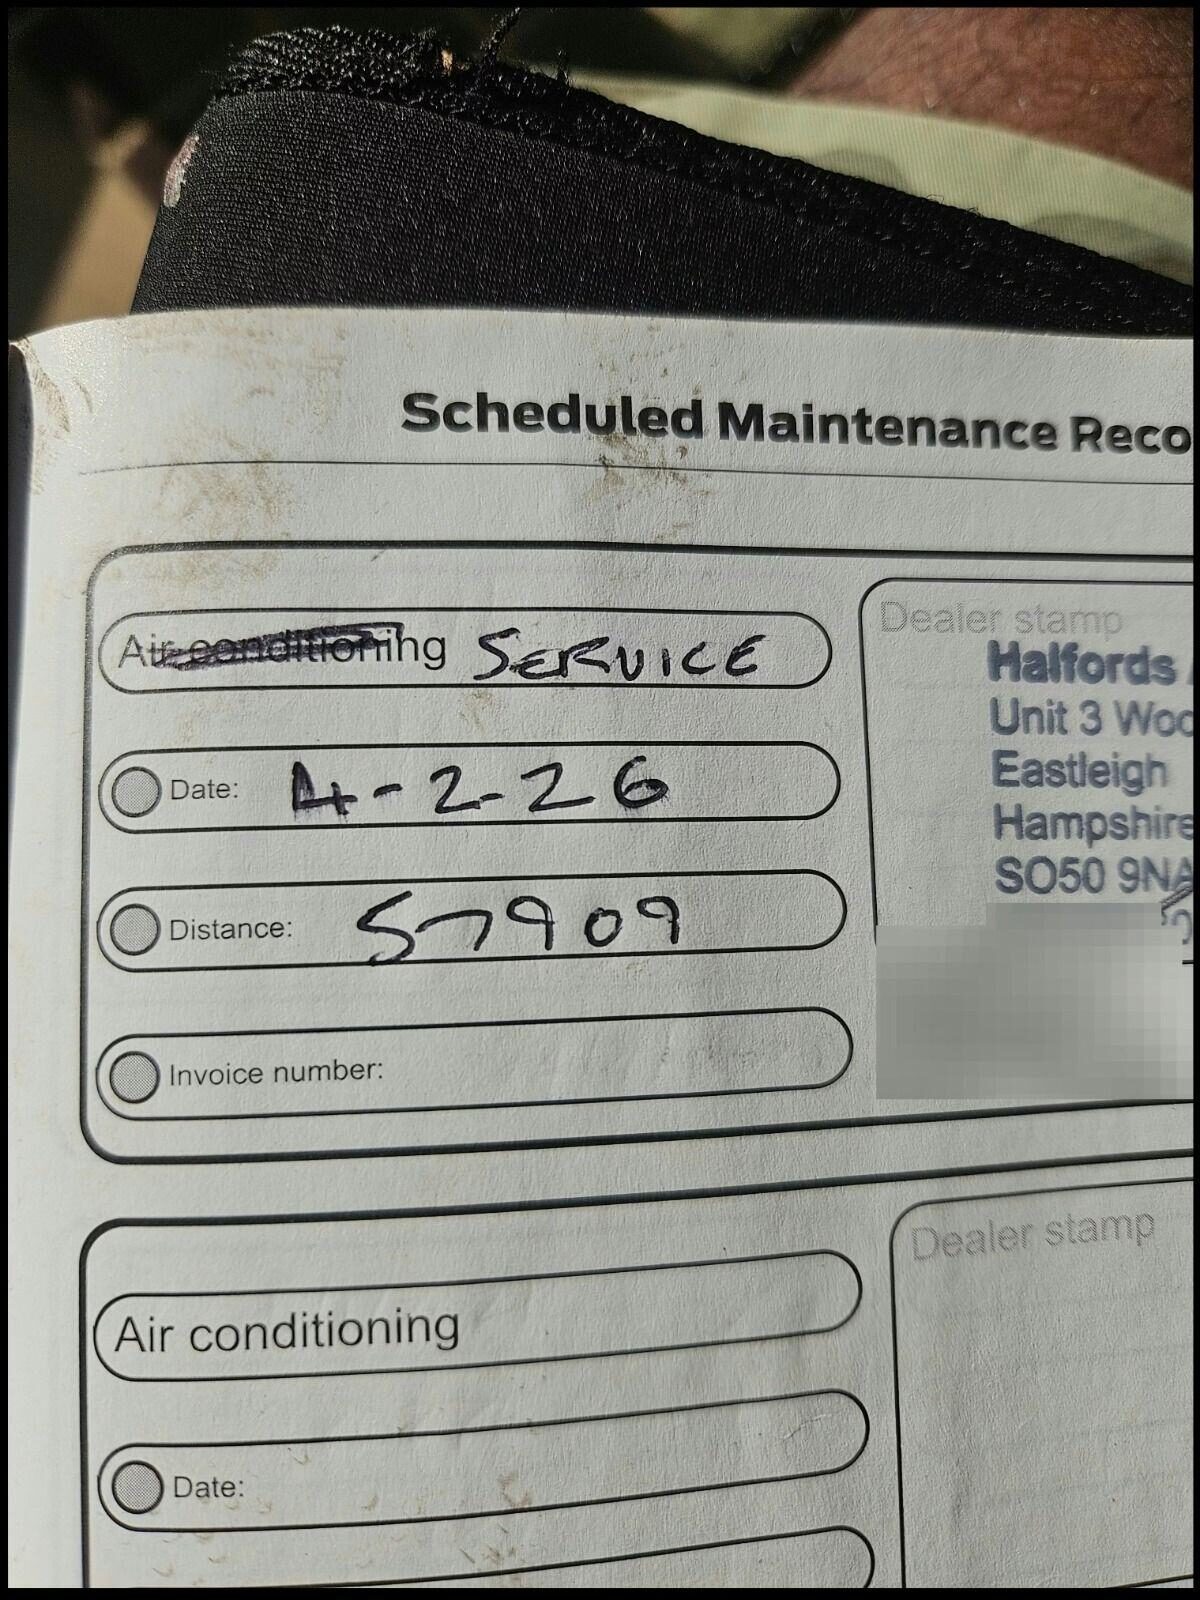 Scheduled Maintenance Reco
Air conditioning SERVICE
Date: 4-2-26
Distance: 57909
Invoice number:
Dealer stamp
Halfords
Unit 3 Woo
Eastleigh
Hampshire
SO50 9NA
Air conditioning
Date:
Dealer stamp